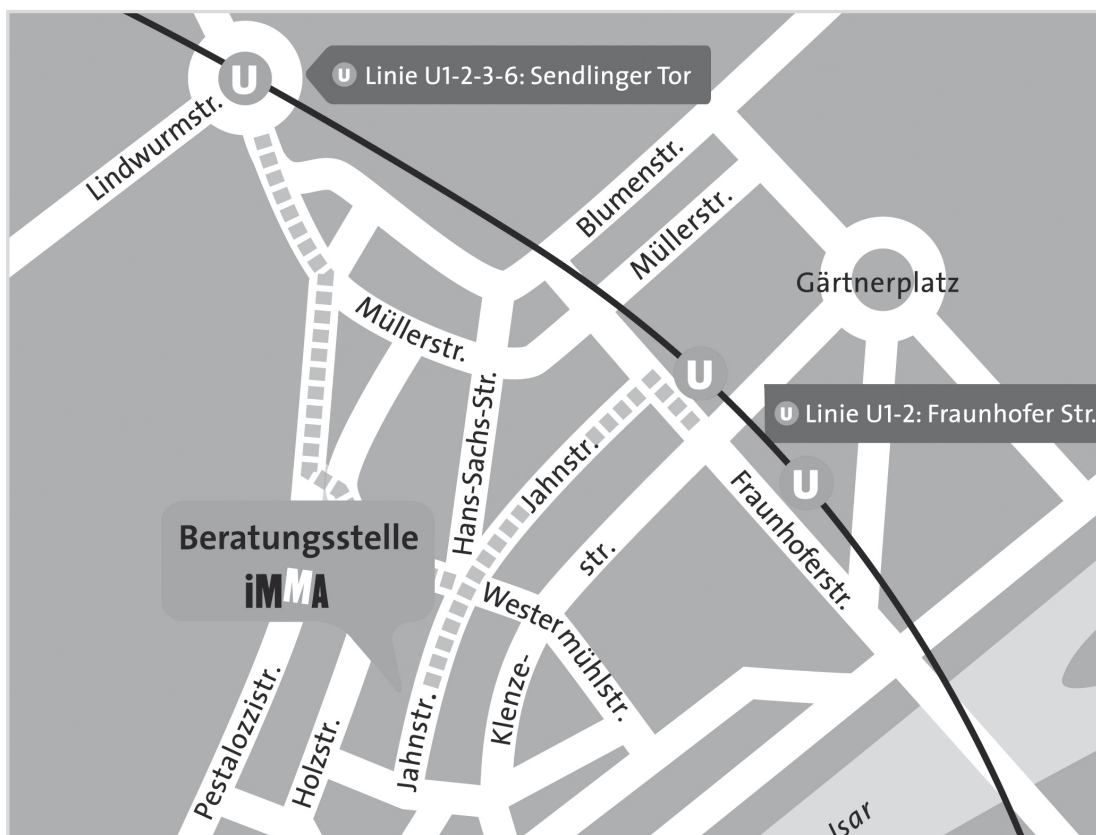 U
U Linie U1-2-3-6: Sendlinger Tor
Lindwurmstr.
Blumenstr.
Müllerstr.
Gärtnerplatz
Müllerstr.
U
Hans-Sachs-Str.
U Linie U1-2: Fraunhofer Str.
Jahnstr.
U
Fraunhoferstr.
Beratungsstelle
iMMA
str.
Westermühlstr.
Klenze-
Pestalozzistr.
Holzstr.
Jahnstr.
Isar